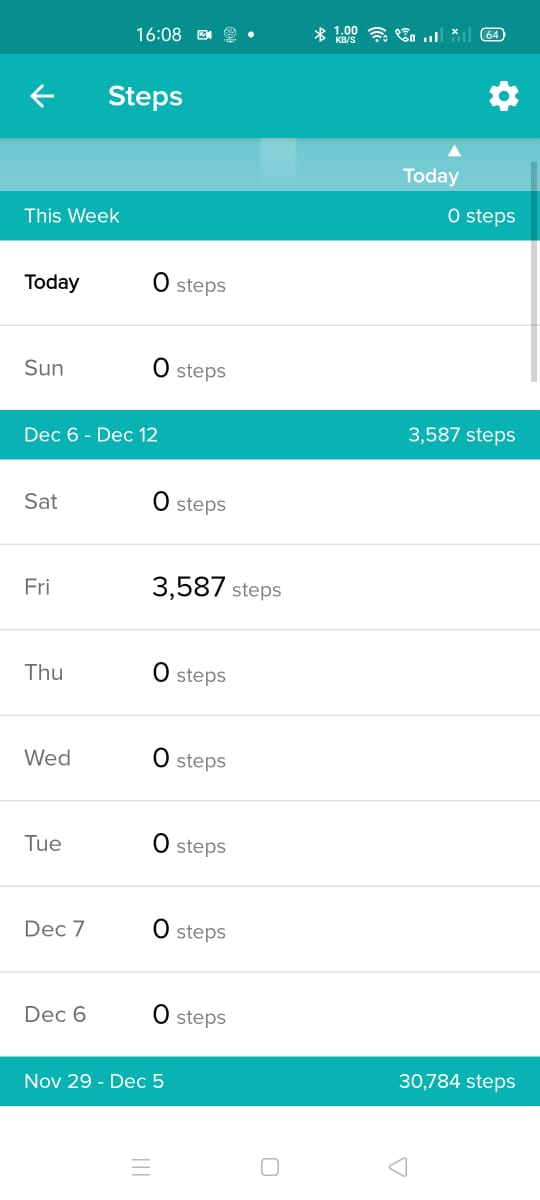 16:08 1.00 KB/S 64
Steps
Today
This Week 0 steps
Today 0 steps
Sun 0 steps
Dec 6 - Dec 12 3,587 steps
Sat 0 steps
Fri 3,587 steps
Thu 0 steps
Wed 0 steps
Tue 0 steps
Dec 7 0 steps
Dec 6 0 steps
Nov 29 - Dec 5 30,784 steps